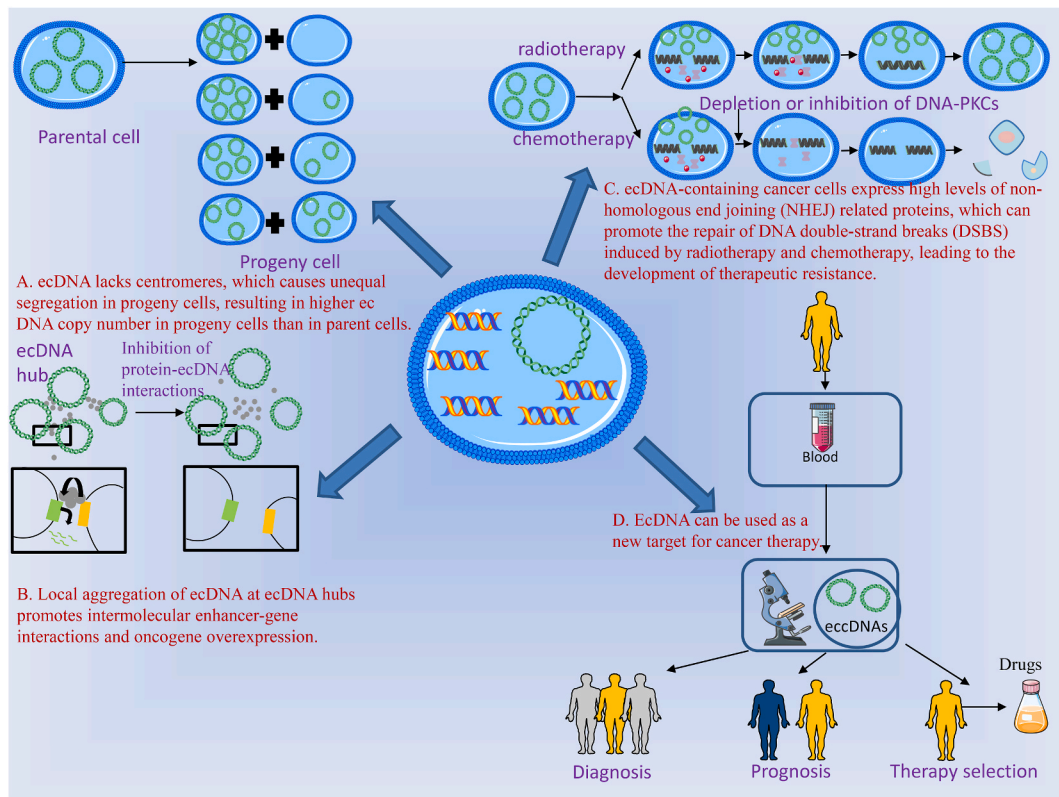 Parental cell
Progeny cell
A. ecDNA lacks centromeres, which causes unequal
segregation in progeny cells, resulting in higher ec
DNA copy number in progeny cells than in parent cells.
radiotherapy
chemotherapy
Depletion or inhibition of DNA-PKCs
C. ecDNA-containing cancer cells express high levels of non-
homologous end joining (NHEJ) related proteins, which can
promote the repair of DNA double-strand breaks (DSBS)
induced by radiotherapy and chemotherapy, leading to the
development of therapeutic resistance.
ecDNA
hub
Inhibition of
protein-ecDNA
interactions
B. Local aggregation of ecDNA at ecDNA hubs
promotes intermolecular enhancer-gene
interactions and oncogene overexpression.
Blood
D. EcDNA can be used as a
new target for cancer therapy.
eccDNAs
Drugs
Diagnosis
Prognosis
Therapy selection